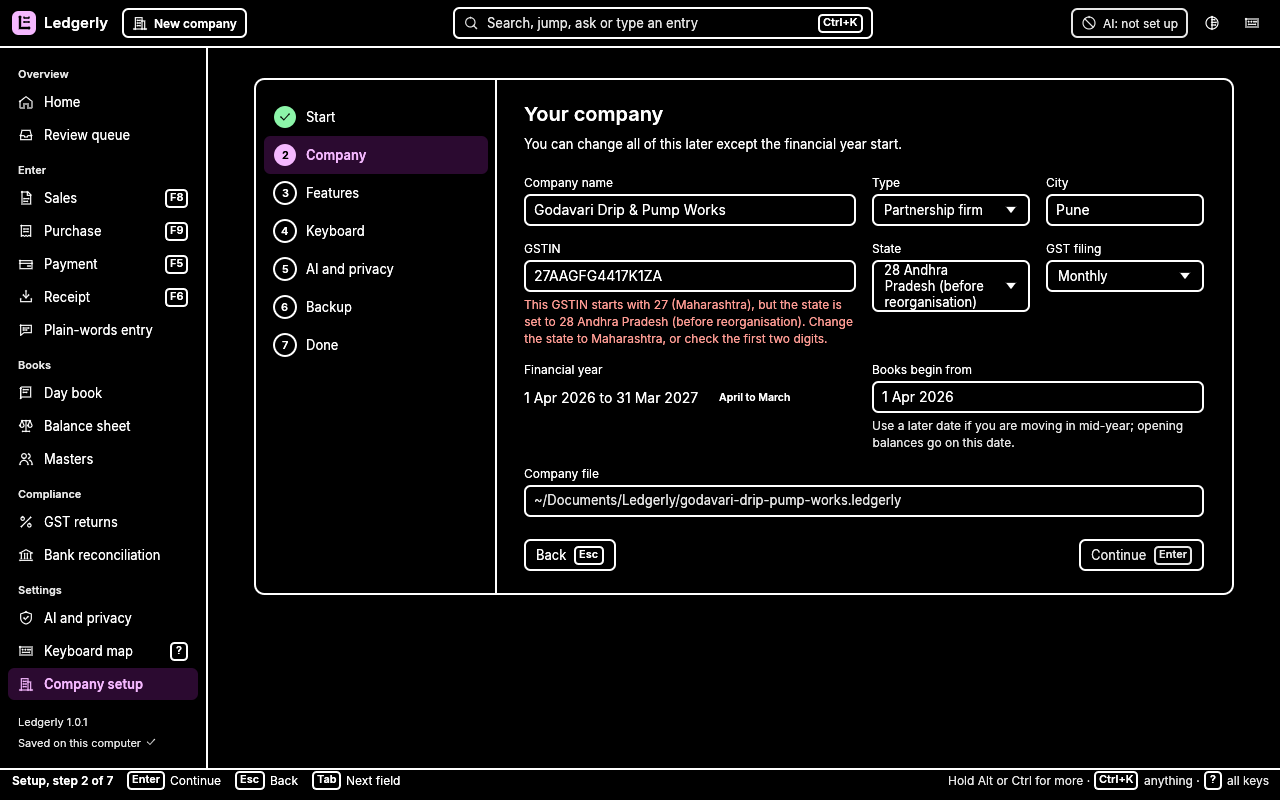 Ledgerly
New company
Search, jump, ask or type an entry Ctrl+K
AI: not set up
Overview
Home
Review queue
Enter
Sales F8
Purchase F9
Payment F5
Receipt F6
Plain-words entry
Books
Day book
Balance sheet
Masters
Compliance
GST returns
Bank reconciliation
Settings
AI and privacy
Keyboard map ?
Company setup
Ledgerly 1.0.1
Saved on this computer
Start
2 Company
3 Features
4 Keyboard
5 AI and privacy
6 Backup
7 Done
Your company
You can change all of this later except the financial year start.
Company name
Godavari Drip & Pump Works
Type
Partnership firm
City
Pune
GSTIN
27AAGFG4417K1ZA
This GSTIN starts with 27 (Maharashtra), but the state is
set to 28 Andhra Pradesh (before reorganisation). Change
the state to Maharashtra, or check the first two digits.
State
28 Andhra
Pradesh (before
reorganisation)
GST filing
Monthly
Financial year
1 Apr 2026 to 31 Mar 2027 April to March
Books begin from
1 Apr 2026
Use a later date if you are moving in mid-year; opening
balances go on this date.
Company file
~/Documents/Ledgerly/godavari-drip-pump-works.ledgerly
Back Esc
Continue Enter
Setup, step 2 of 7 Enter Continue Esc Back Tab Next field
Hold Alt or Ctrl for more · Ctrl+K anything · ? all keys